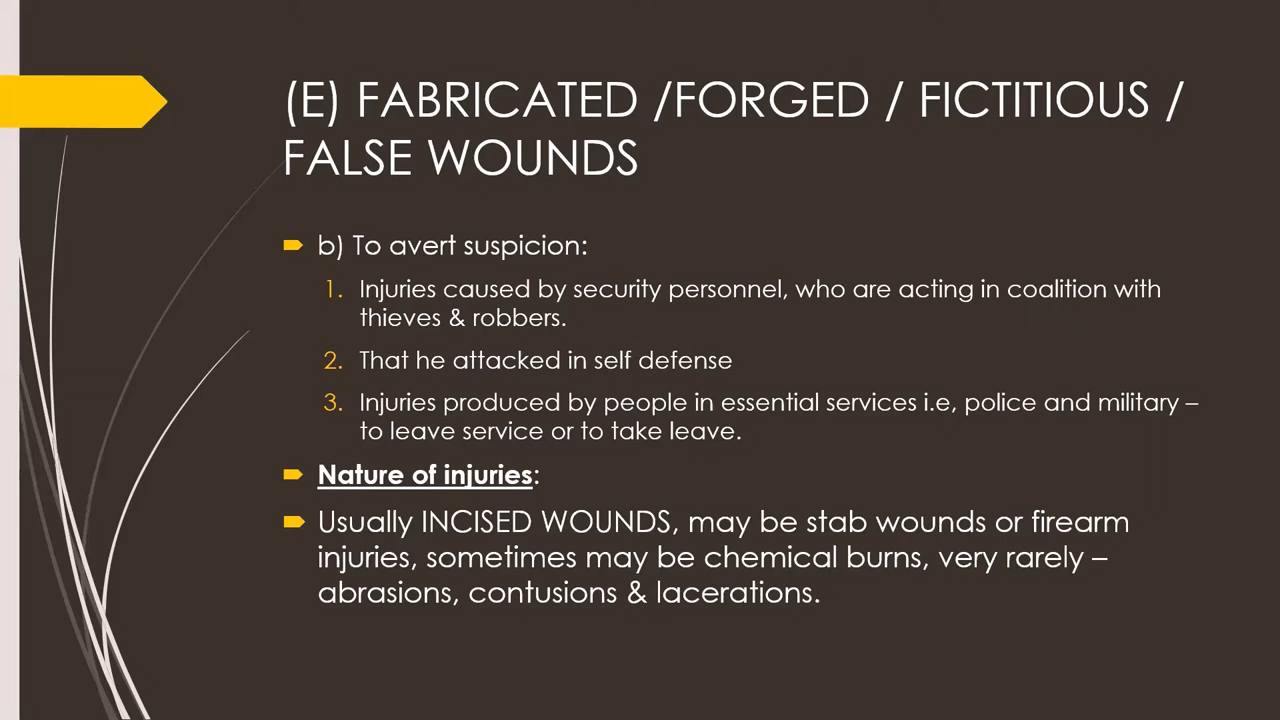 (E) FABRICATED /FORGED / FICTITIOUS /
FALSE WOUNDS
b) To avert suspicion:
1. Injuries caused by security personnel, who are acting in coalition with
thieves & robbers.
2. That he attacked in self defense
3. Injuries produced by people in essential services i.e, police and military –
to leave service or to take leave.
Nature of injuries:
Usually INCISED WOUNDS, may be stab wounds or firearm
injuries, sometimes may be chemical burns, very rarely –
abrasions, contusions & lacerations.